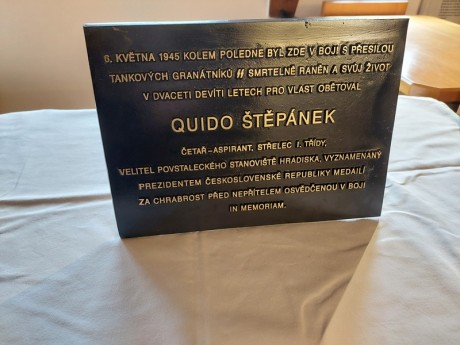 6. KVĚTNA 1945 KOLEM POLEDNE BYL ZDE V BOJI S PŘESILOU
TANKOVÝCH GRANÁTNÍKŮ ᛋᛋ SMRTELNĚ RANĚN A SVŮJ ŽIVOT
V DVACETI DEVÍTI LETECH PRO VLAST OBĚTOVAL
QUIDO ŠTĚPÁNEK
ČETAŘ-ASPIRANT, STŘELEC I. TŘÍDY,
VELITEL POVSTALECKÉHO STANOVIŠTĚ HRADISKA, VYZNAMENANÝ
PREZIDENTEM ČESKOSLOVENSKÉ REPUBLIKY MEDAILÍ
ZA CHRABROST PŘED NEPŘÍTELEM OSVĚDČENOU V BOJI
IN MEMORIAM.